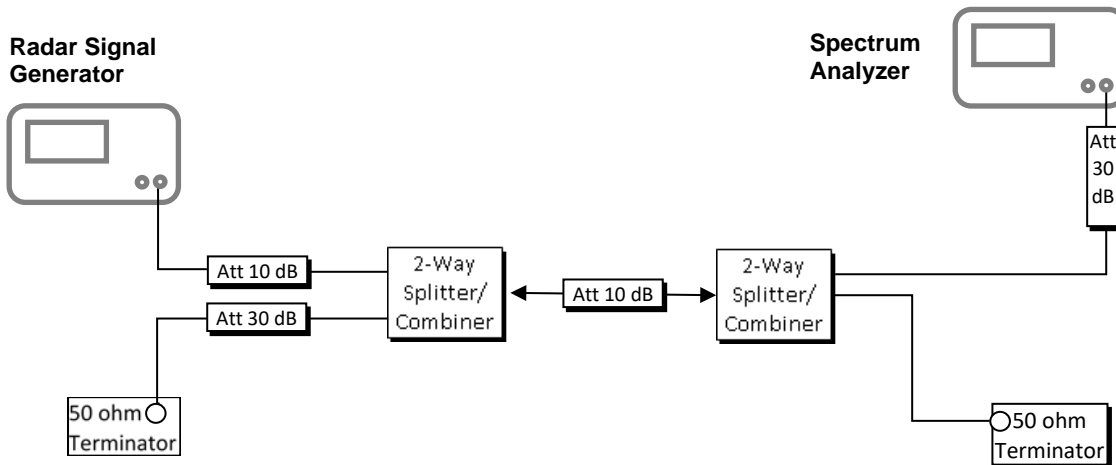 Radar Signal
Generator
Spectrum
Analyzer
Att
30
dB
Att 10 dB
Att 30 dB
2-Way
Splitter/
Combiner
Att 10 dB
2-Way
Splitter/
Combiner
50 ohm
Terminator
50 ohm
Terminator